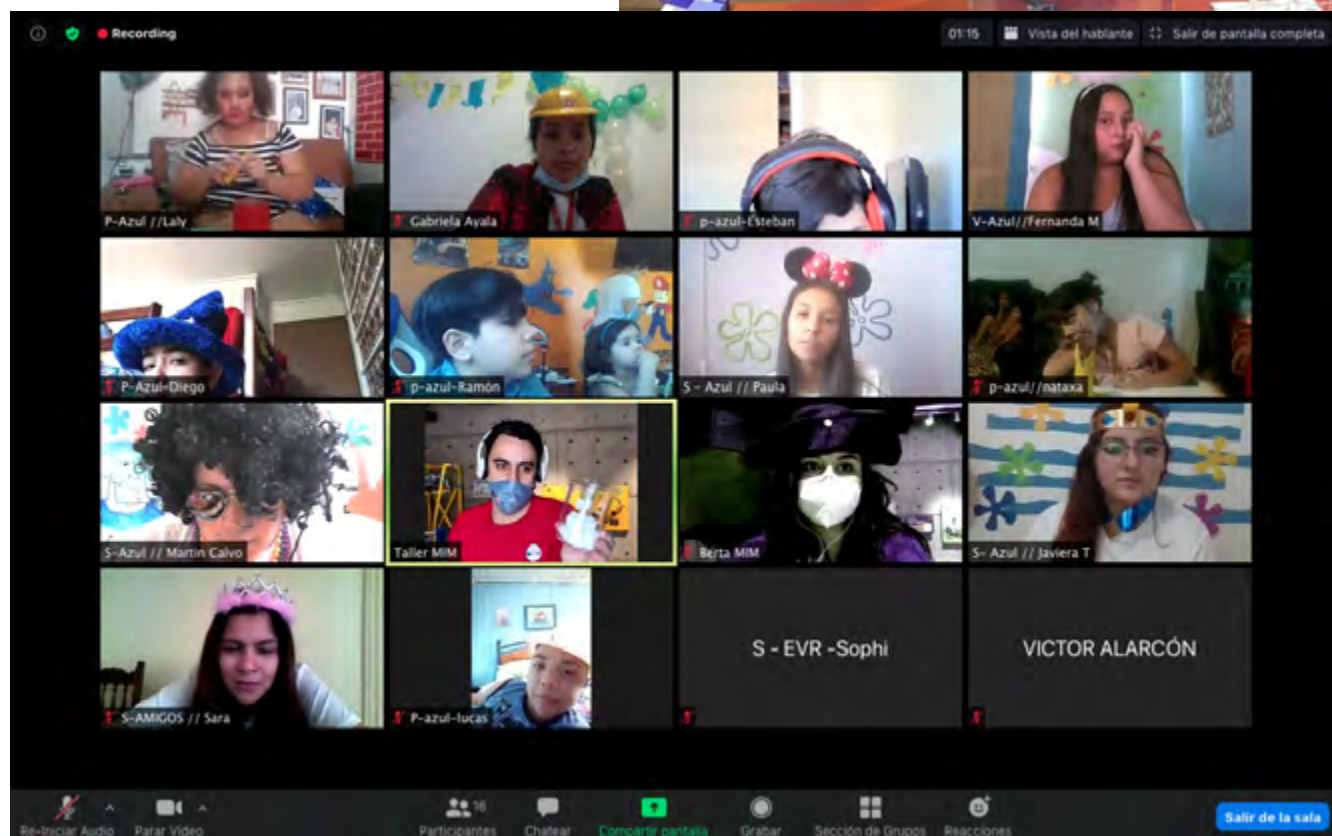 Recording
01:15 Vista del hablante Salir de pantalla completa
P-Azul //Laly
Gabriela Ayala
p-azul-Esteban
V-Azul//Fernanda M
P-Azul-Diego
p-azul-Ramón
S - Azul // Paula
p-azul//nataxa
S-Azul // Martin Calvo
Taller MIM
Berta MIM
S- Azul // Javiera T
S-AMIGOS // Sara
P-azul-lucas
S - EVR -Sophi
VICTOR ALARCÓN
Re-Iniciar Audio Parar Video 16 Participantes Chatear Compartir pantalla Grabar Sección de Grupos Reacciones Salir de la sala